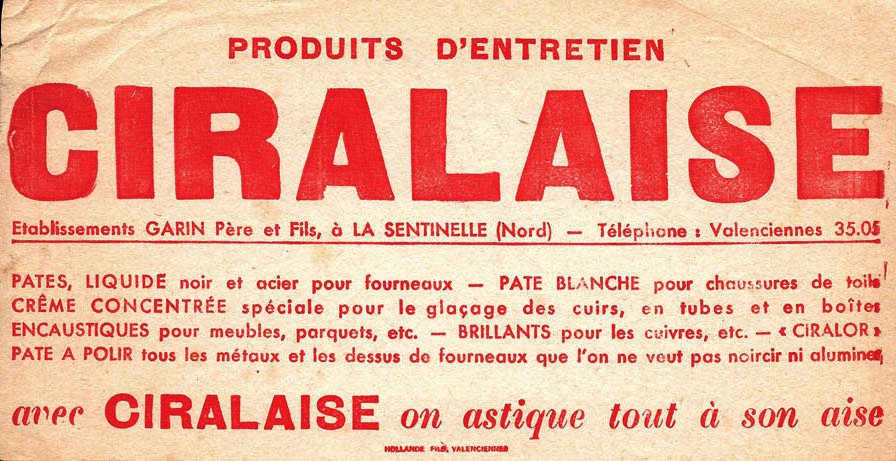 PRODUITS D'ENTRETIEN
CIRALAISE
Etablissements GARIN Père et Fils, à LA SENTINELLE (Nord) — Téléphone : Valenciennes 35.05
PATES, LIQUIDE noir et acier pour fourneaux — PATE BLANCHE pour chaussures de toile
CRÊME CONCENTRÉE spéciale pour le glaçage des cuirs, en tubes et en boîtes
ENCAUSTIQUES pour meubles, parquets, etc. — BRILLANTS pour les cuivres, etc. — « CIRALOR »
PATE A POLIR tous les métaux et les dessus de fourneaux que l'on ne veut pas noircir ni aluminer
avec CIRALAISE on astique tout à son aise
HOLLANDE FILS, VALENCIENNES